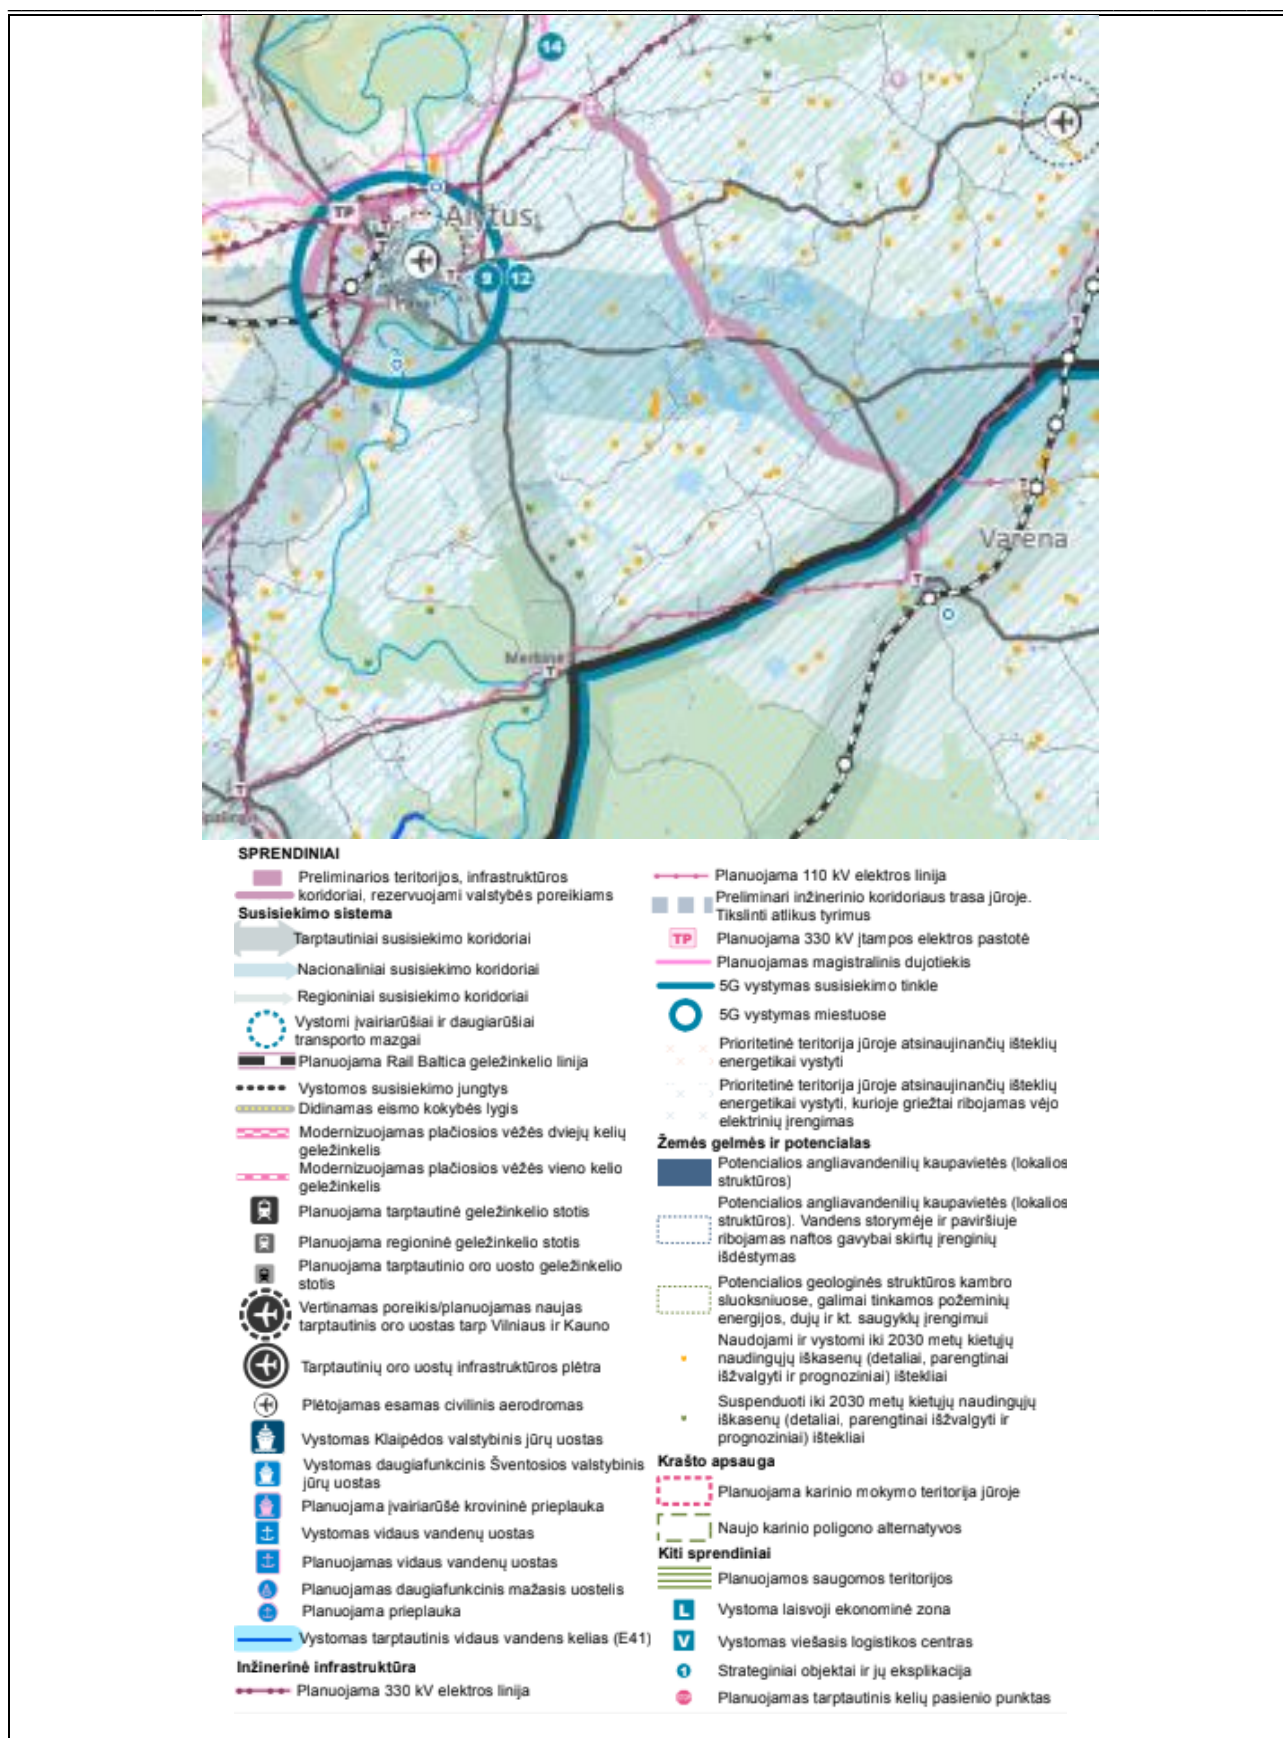 14
TP
Alytus
9
12
T
T
T
Varėna
T
Merkinė
T
T
SPRENDINIAI
Preliminarios teritorijos, infrastruktūros
koridoriai, rezervuojami valstybės poreikiams
Susisiekimo sistema
Tarptautiniai susisiekimo koridoriai
Nacionaliniai susisiekimo koridoriai
Regioniniai susisiekimo koridoriai
Vystomi įvairiarūšiai ir daugiarūšiai
transporto mazgai
Planuojama Rail Baltica geležinkelio linija
Vystomos susisiekimo jungtys
Didinamas eismo kokybės lygis
Modernizuojamas plačiosios vėžės dviejų kelių
geležinkelis
Modernizuojamas plačiosios vėžės vieno kelio
geležinkelis
Planuojama tarptautinė geležinkelio stotis
Planuojama regioninė geležinkelio stotis
Planuojama tarptautinio oro uosto geležinkelio
stotis
Vertinamas poreikis/planuojamas naujas
tarptautinis oro uostas tarp Vilniaus ir Kauno
Tarptautinių oro uostų infrastruktūros plėtra
Plėtojamas esamas civilinis aerodromas
Vystomas Klaipėdos valstybinis jūrų uostas
Vystomas daugiafunkcinis Šventosios valstybinis
jūrų uostas
Planuojama įvairiarūšė krovininė prieplauka
Vystomas vidaus vandenų uostas
Planuojamas vidaus vandenų uostas
Planuojamas daugiafunkcinis mažasis uostelis
Planuojama prieplauka
Vystomas tarptautinis vidaus vandens kelias (E41)
Inžinerinė infrastruktūra
Planuojama 330 kV elektros linija
Planuojama 110 kV elektros linija
Preliminari inžinerinio koridoriaus trasa jūroje.
Tikslinti atlikus tyrimus
TP Planuojama 330 kV įtampos elektros pastotė
Planuojamas magistralinis dujotiekis
5G vystymas susisiekimo tinkle
5G vystymas miestuose
Prioritetinė teritorija jūroje atsinaujinančių išteklių
energetikai vystyti
Prioritetinė teritorija jūroje atsinaujinančių išteklių
energetikai vystyti, kurioje griežtai ribojamas vėjo
elektrinių įrengimas
Žemės gelmės ir potencialas
Potencialios angliavandenilių kaupavietės (lokalios
struktūros)
Potencialios angliavandenilių kaupavietės (lokalios
struktūros). Vandens storymėje ir paviršiuje
ribojamas naftos gavybai skirtų įrenginių
išdėstymas
Potencialios geologinės struktūros kambro
sluoksniuose, galimai tinkamos požeminių
energijos, dujų ir kt. saugyklų įrengimui
Naudojami ir vystomi iki 2030 metų kietųjų
naudingųjų iškasenų (detaliai, parengtinai
išžvalgyti ir prognoziniai) ištekliai
Suspenduoti iki 2030 metų kietųjų naudingųjų
iškasenų (detaliai, parengtinai išžvalgyti ir
prognoziniai) ištekliai
Krašto apsauga
Planuojama karinio mokymo teritorija jūroje
Naujo karinio poligono alternatyvos
Kiti sprendiniai
Planuojamos saugomos teritorijos
L Vystoma laisvoji ekonominė zona
V Vystomas viešasis logistikos centras
1 Strateginiai objektai ir jų eksplikacija
Planuojamas tarptautinis kelių pasienio punktas